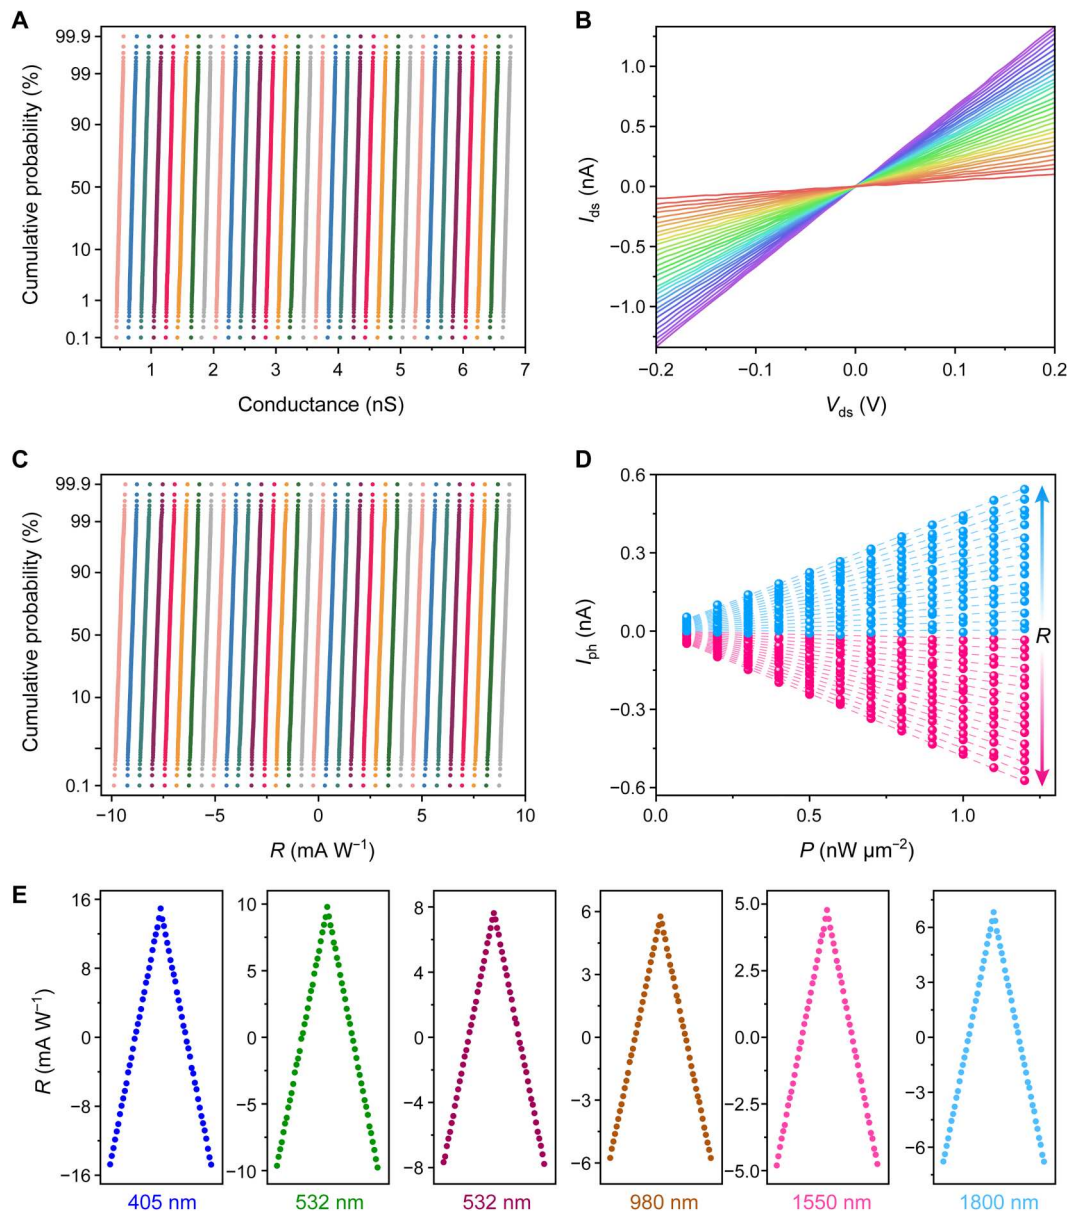 A
99.9
99
90
50
10
1
0.1
Cumulative probability (%)
1 2 3 4 5 6 7
Conductance (nS)
B
1.0
0.5
0.0
−0.5
−1.0
I_ds (nA)
−0.2 −0.1 0.0 0.1 0.2
V_ds (V)
C
99.9
99
90
50
10
0.1
Cumulative probability (%)
−10 −5 0 5 10
R (mA W⁻¹)
D
0.6
0.3
0.0
−0.3
−0.6
I_ph (nA)
R
0.0 0.5 1.0
P (nW μm⁻²)
E
R (mA W⁻¹)
16
8
0
−8
−16
405 nm
10
5
0
−5
−10
532 nm
8
4
0
−4
−8
532 nm
6
3
0
−3
−6
980 nm
5.0
2.5
0.0
−2.5
−5.0
1550 nm
6
3
0
−3
−6
1800 nm